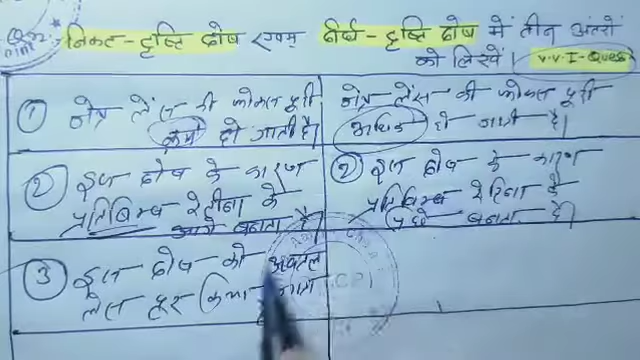 निकट-दृष्टि दोष एवम् दीर्घ-दृष्टि दोष में तीन अंतरों
को लिखें। V.V.I-Ques
① नेत्र लेंस की फोकस दूरी
कम हो जाती है।
नेत्र लेंस की फोकस दूरी
अधिक हो जाती है।
② इस दोष के कारण
प्रतिबिम्ब रेटीना के
आगे बनता है।
② इस दोष के कारण
प्रतिबिम्ब रेटिना के
पिछे बनता है।
③ इस दोष को अवतल
लेंस दूर किया जाता